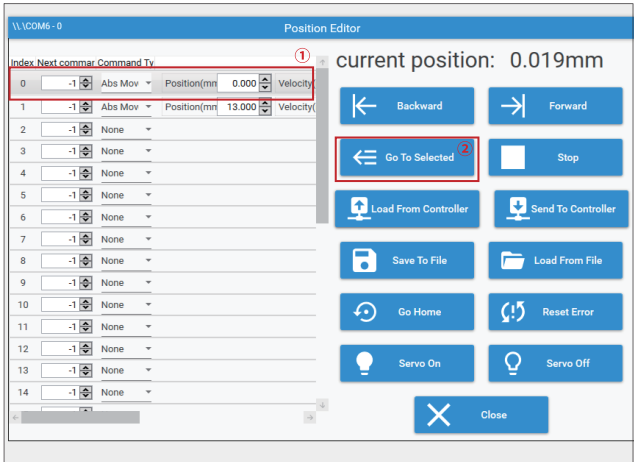 \\.\COM6 - 0
Position Editor
Index Next commar Command Ty
①
0 -1 Abs Mov Position(mn 0.000 Velocity(
1 -1 Abs Mov Position(mn 13.000 Velocity(
2 -1 None
3 -1 None
4 -1 None
5 -1 None
6 -1 None
7 -1 None
8 -1 None
9 -1 None
10 -1 None
11 -1 None
12 -1 None
13 -1 None
14 -1 None
current position: 0.019mm
Backward
Forward
Go To Selected
②
Stop
Load From Controller
Send To Controller
Save To File
Load From File
Go Home
Reset Error
Servo On
Servo Off
Close